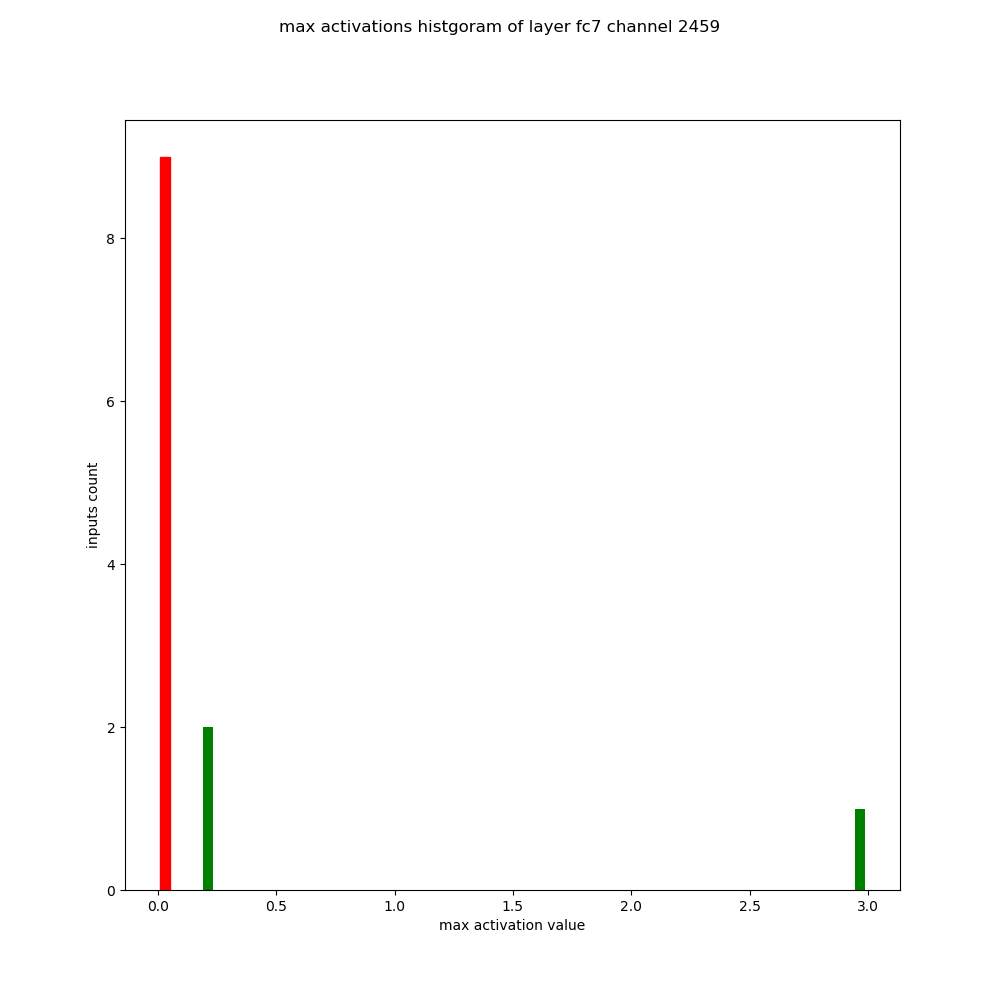 max activations histgoram of layer fc7 channel 2459
8
6
4
2
0
inputs count
0.0 0.5 1.0 1.5 2.0 2.5 3.0
max activation value